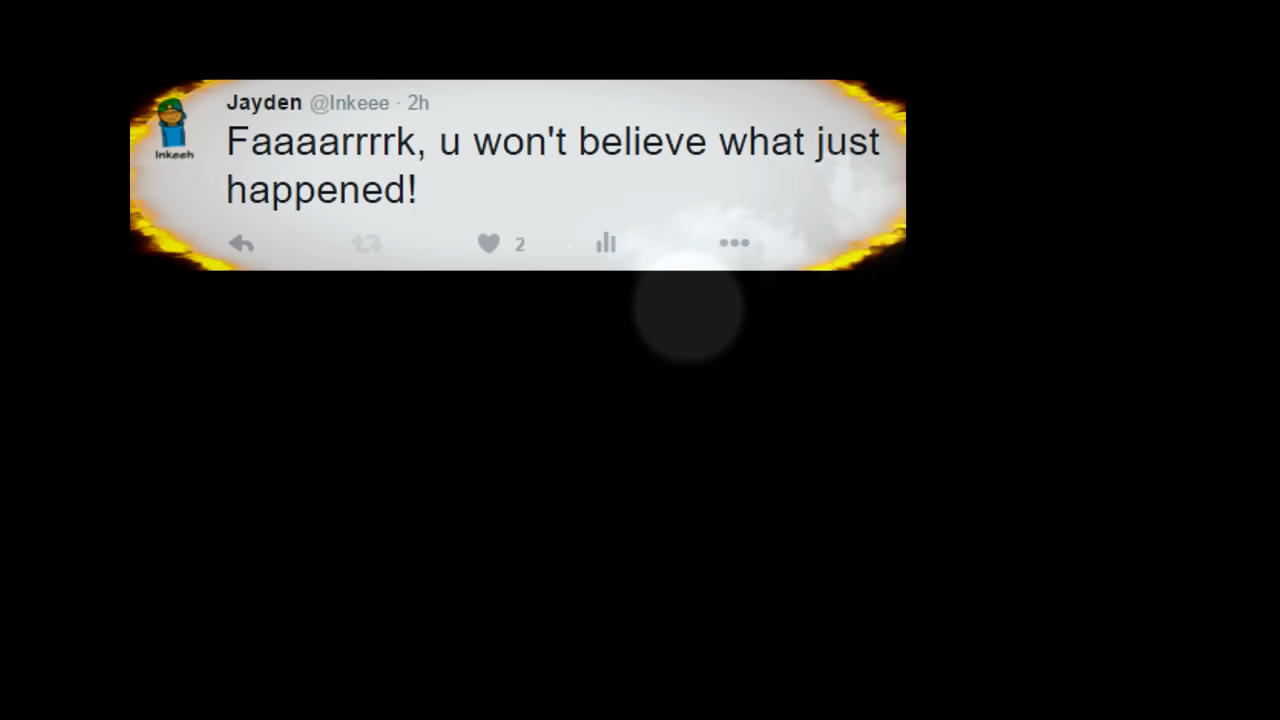 Jayden @Inkeee · 2h
Faaaarrrrk, u won't believe what just
happened!
Inkeeh
2